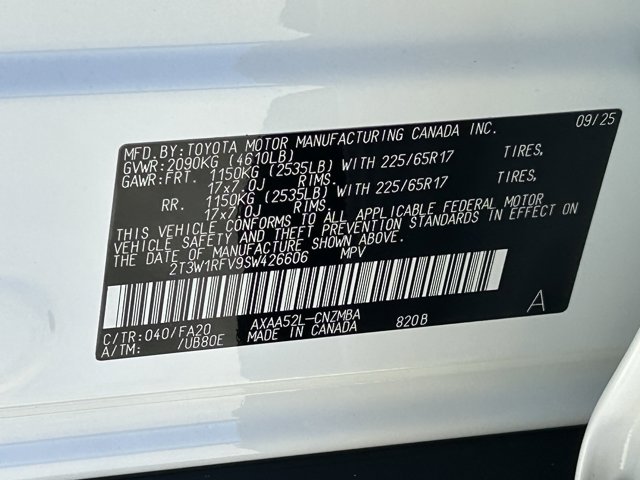 MFD. BY: TOYOTA MOTOR MANUFACTURING CANADA INC. 09/25
GVWR: 2090KG (4610LB)
GAWR: FRT. 1150KG (2535LB) WITH 225/65R17 TIRES,
17x7.0J RIMS.
RR. 1150KG (2535LB) WITH 225/65R17 TIRES,
17x7.0J RIMS.
THIS VEHICLE CONFORMS TO ALL APPLICABLE FEDERAL MOTOR
VEHICLE SAFETY AND THEFT PREVENTION STANDARDS IN EFFECT ON
THE DATE OF MANUFACTURE SHOWN ABOVE.
2T3W1RFV9SW426606 MPV
A
C/TR: 040/FA20 AXAA52L-CNZMBA 820B
A/TM: /UB80E MADE IN CANADA